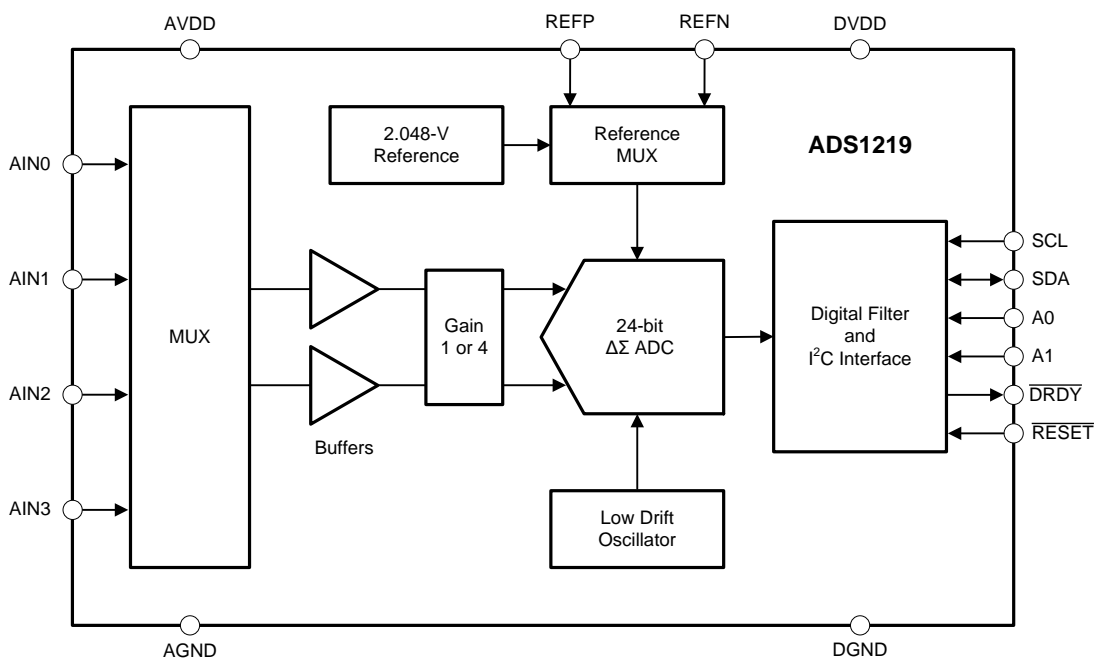 AVDD
REFP
REFN
DVDD
2.048-V
Reference
Reference
MUX
ADS1219
AIN0
AIN1
AIN2
AIN3
MUX
Buffers
Gain
1 or 4
24-bit
ΔΣ ADC
Low Drift
Oscillator
Digital Filter
and
I²C Interface
SCL
SDA
A0
A1
DRDY
RESET
AGND
DGND